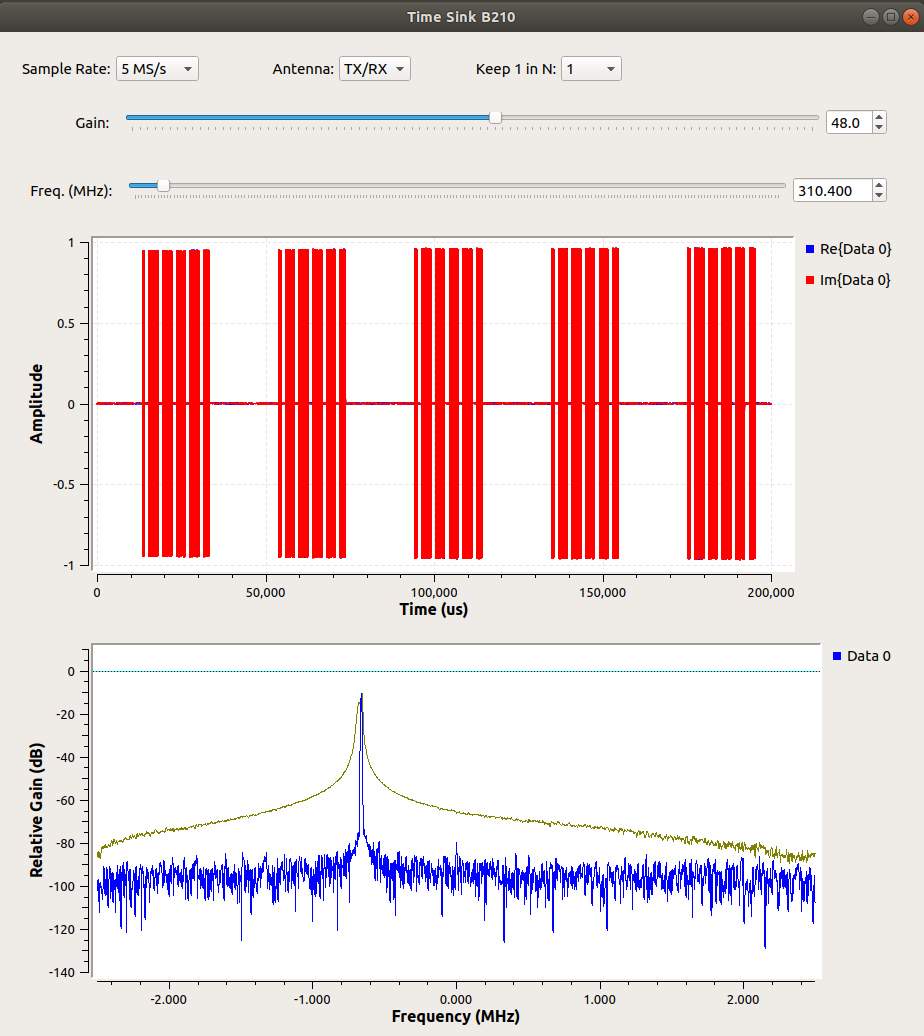 Time Sink B210
Sample Rate: 5 MS/s Antenna: TX/RX Keep 1 in N: 1
Gain: 48.0
Freq. (MHz): 310.400
Re{Data 0}
Im{Data 0}
1
0.5
0
-0.5
-1
Amplitude
0 50,000 100,000 150,000 200,000
Time (us)
Data 0
0
-20
-40
-60
-80
-100
-120
-140
Relative Gain (dB)
-2.000 -1.000 0.000 1.000 2.000
Frequency (MHz)